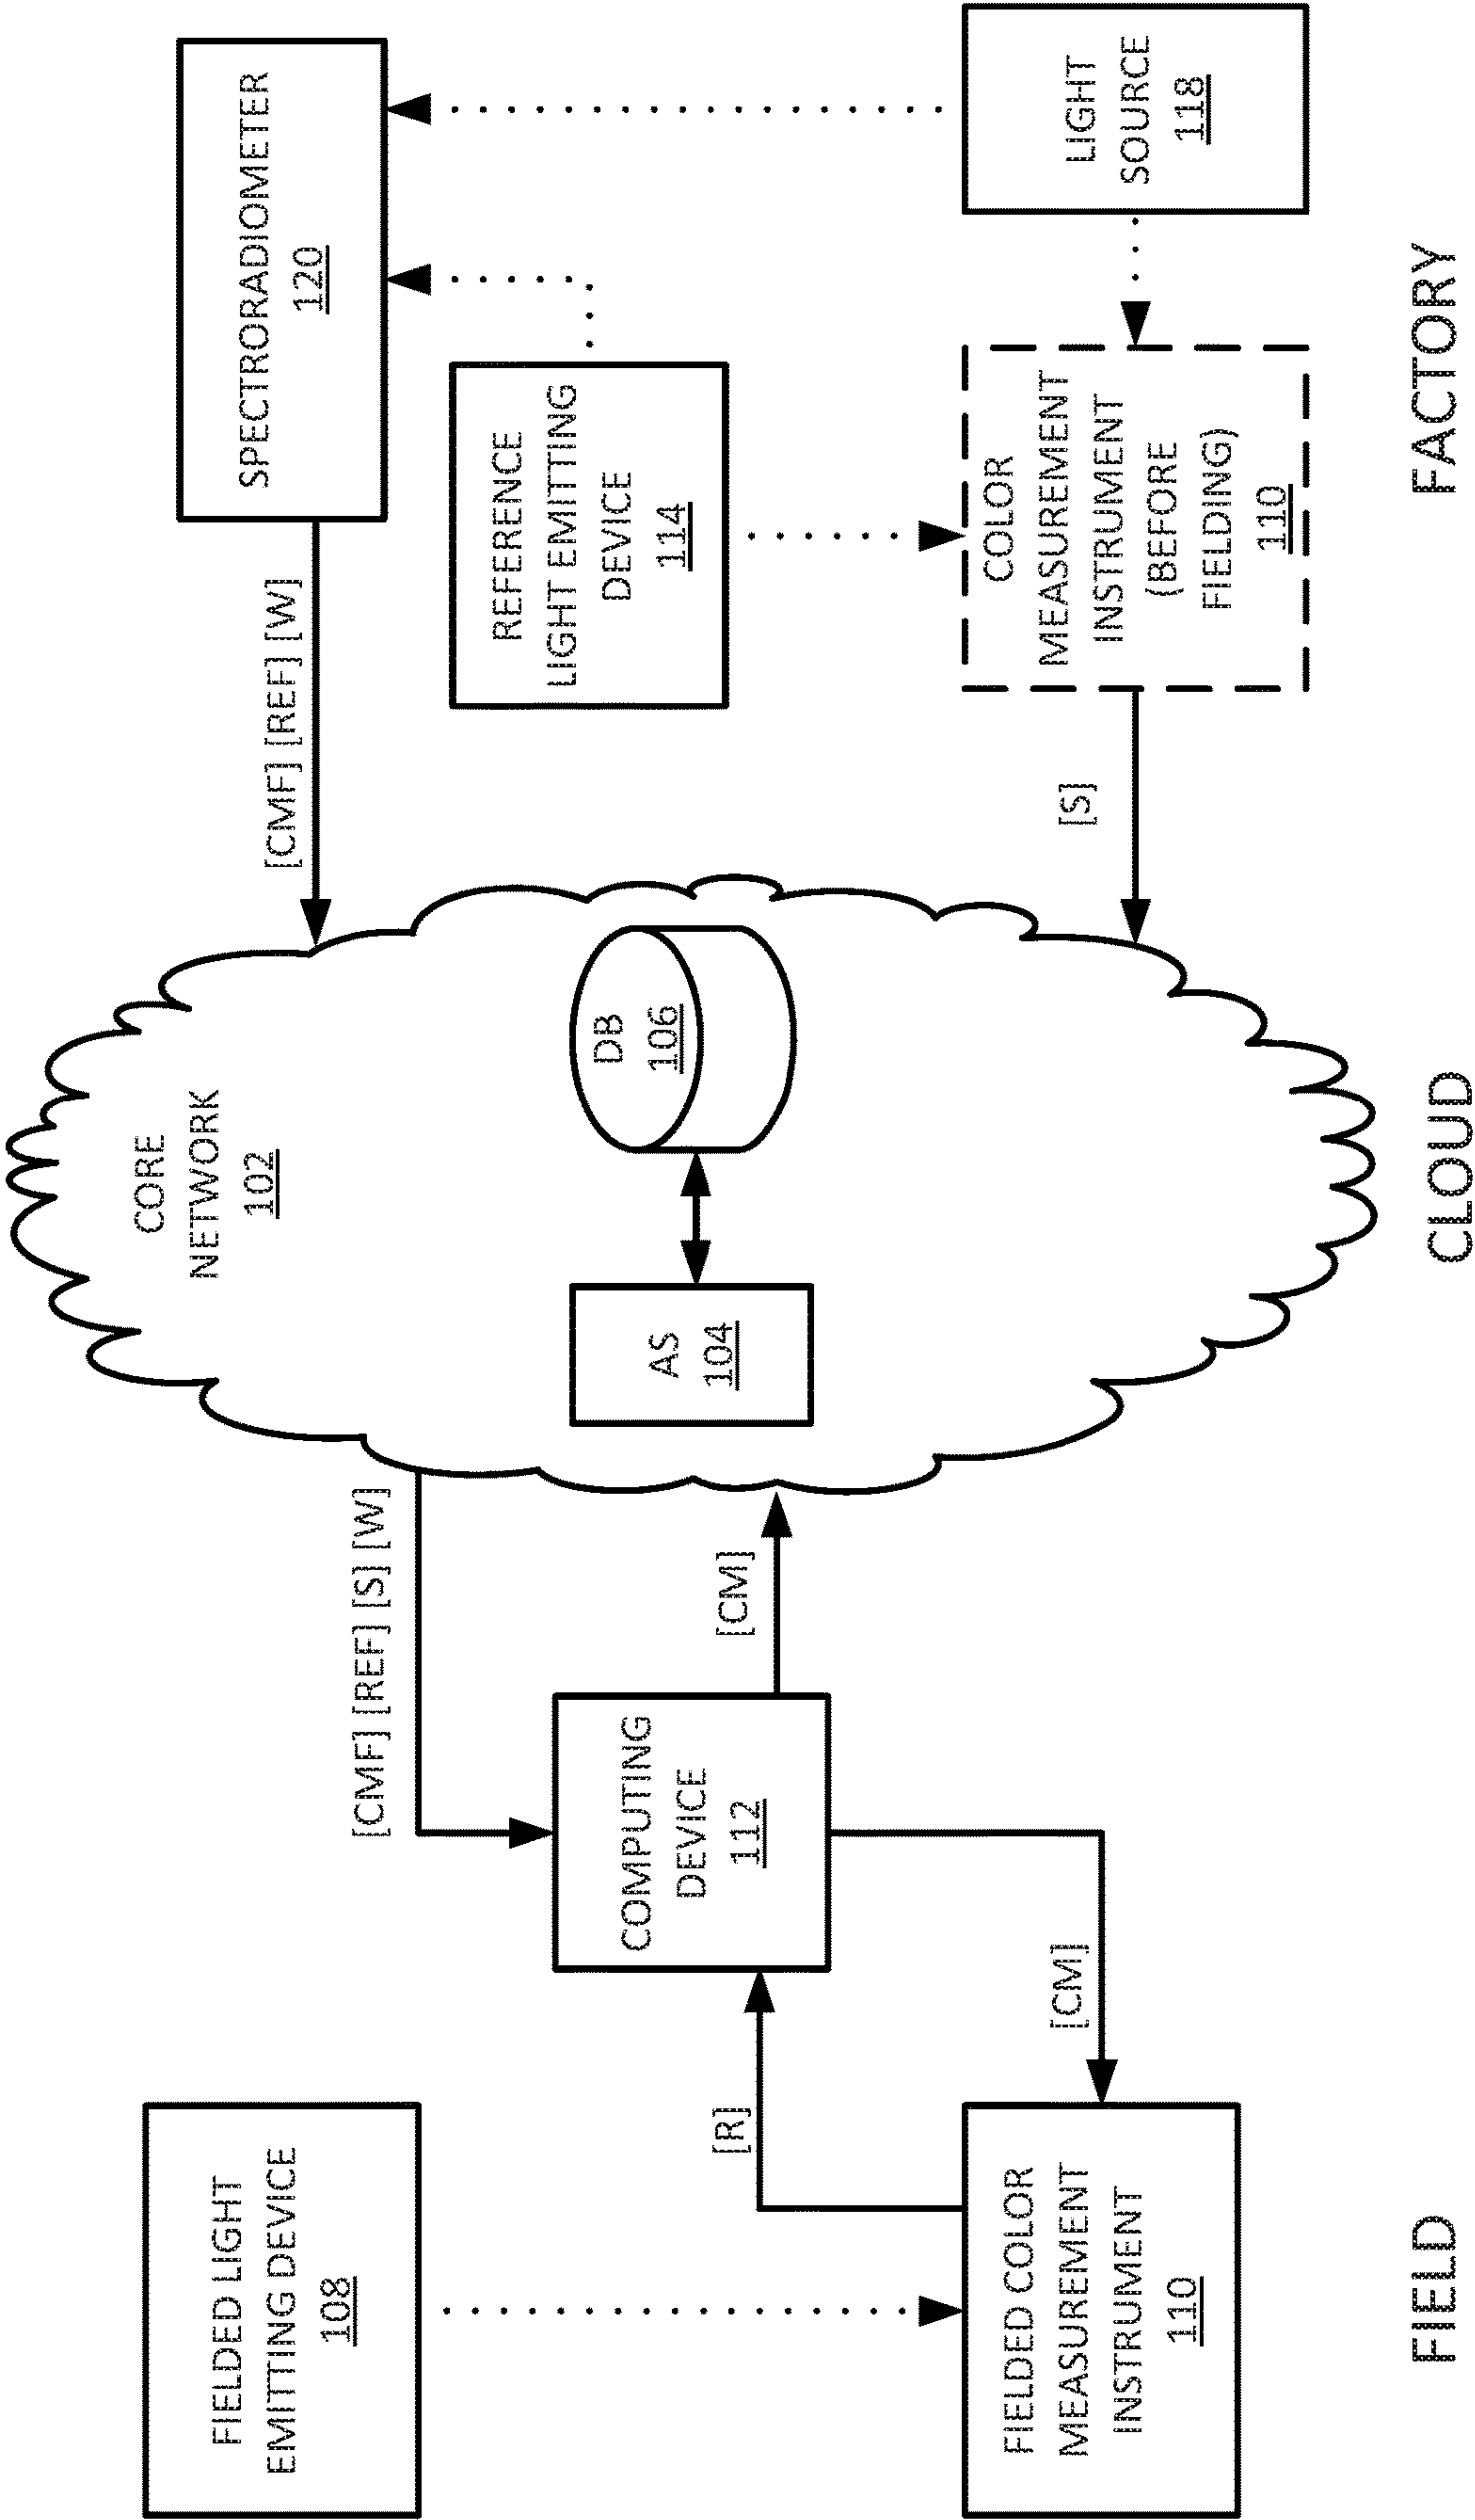 FIELDED LIGHT
EMITTING DEVICE
108
FIELDED COLOR
MEASUREMENT
INSTRUMENT
110
[R]
[CM]
COMPUTING
DEVICE
112
[CMF] [REF] [S] [W]
[CM]
CORE
NETWORK
102
AS
104
DB
106
[CMF] [REF] [W]
[S]
SPECTRORADIOMETER
120
REFERENCE
LIGHT EMITTING
DEVICE
114
COLOR
MEASUREMENT
INSTRUMENT
(BEFORE
FIELDING)
110
LIGHT
SOURCE
118
FIELD
CLOUD
FACTORY